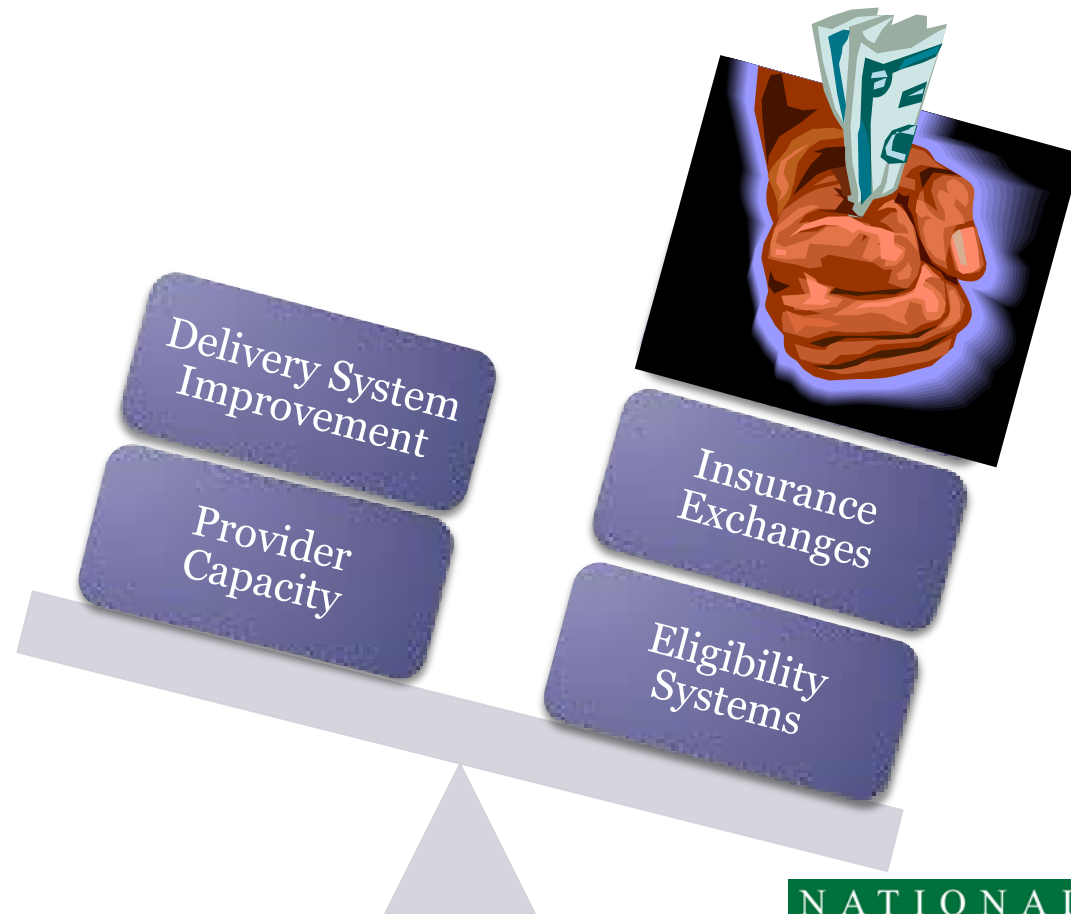 Delivery System
Improvement
Provider
Capacity
Insurance
Exchanges
Eligibility
Systems
NATIONAL